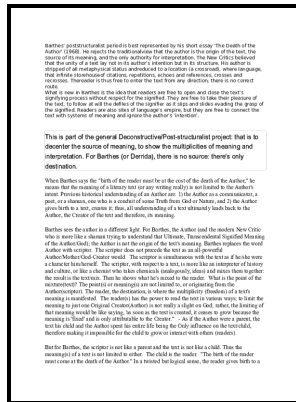 Barthes' poststructuralist period is best represented by his short essay 'The Death of the
Author' (1968). He rejects the traditional view that the author is the origin of the text, the
source of its meaning, and the only authority for interpretation. The New Critics believed
that the unity of a text lay not in its author's intention but in its structure. His author is
stripped of all metaphysical status and reduced to a location (a crossroad), where language,
that infinite storehouse of citations, repetitions, echoes and references, crosses and
recrosses. Thereader is thus free to enter the text from any direction; there is no correct
route.
What is new in Barthes is the idea that readers are free to open and close the text's
signifying process without respect for the signified. They are free to take their pleasure of
the text, to follow at will the defiles of the signifier as it slips and slides evading the grasp of
the signified. Readers are also sites of language's empire, but they are free to connect the
text with systems of meaning and ignore the author's 'intention'.
This is part of the general Deconstructive/Post-structuralist project: that is to
decenter the source of meaning, to show the multiplicities of meaning and
interpretation. For Barthes (or Derrida), there is no source: there's only
destination.
When Barthes says the "birth of the reader must be at the cost of the death of the Author," he
means that the meaning of a literary text (or any writing really) is not limited to the Author's
intent. Previous historical understanding of an Author are: 1) the Author as a communicator, a
poet, or a shaman, one who is a conduit of some Truth from God or Nature, and 2) the Author
gives birth to a text, creates it; thus, all understanding of a text ultimately leads back to the
Author, the Creator of the text and therefore, its meaning.
Barthes sees the author in a different light. For Barthes, the Author (and the modern New Critic
who is more like a shaman trying to understand that Ultimate, Transcendental Signified Meaning
of the Author/God); the Author is not the origin of the text's meaning. Barthes replaces the word
Author with scriptor. The scriptor does not precede the text as an all-powerful
Author/Mother/God-Creator would. The scriptor is simultaneous with the text as if he/she were
a character him/herself. The scriptor, with respect to a text, is more like an interpreter of history
and culture, or like a chemist who takes chemicals (analogously, ideas) and mixes them together:
the result is the text/sum. Then he shows what he's mixed to the reader. What is the point of the
mixture(text)? The point(s) or meaning(s) are not limited to, or originating from the
Author(scriptor). The reader, the destination, is where the multiplicity (freedom) of a text's
meaning is manifested. The reader(s) has the power to read the text in various ways; to limit the
meaning to just one Original Creator/Author) is not really a slight on God; rather, the limiting of
that meaning would be like saying, 'as soon as the text is created, it ceases to grow because the
meaning is 'fixed' and is only attributable to the Creator.'" - As if the Author were a parent, the
text his child and the Author spent his entire life being the Only influence on the text/child,
therefore making it impossible for the child to grow or interact with others (readers).
But for Barthes, the scriptor is not like a parent and the text is not like a child. Thus the
meaning(s) of a text is not limited to either. The child is the reader. "The birth of the reader
must come at the death of the Author." In a twisted but logical sense, the reader gives birth to a